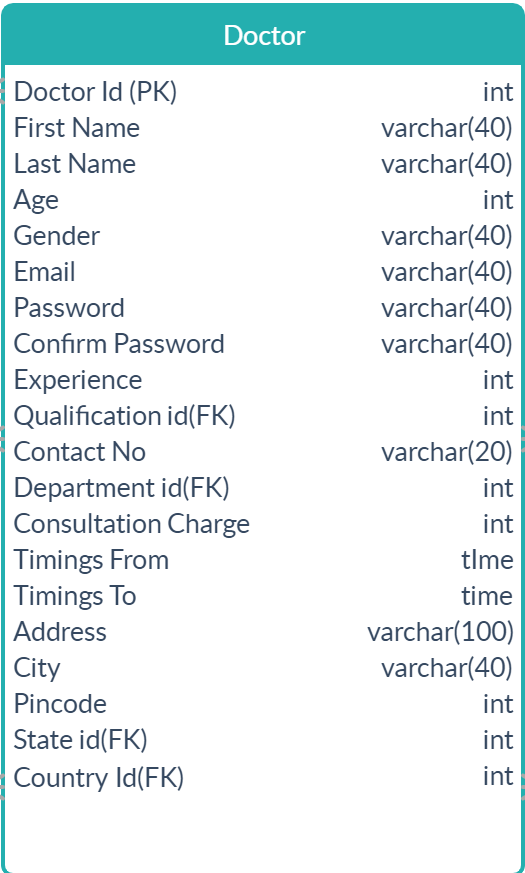 Doctor
Doctor Id (PK) int
First Name varchar(40)
Last Name varchar(40)
Age int
Gender varchar(40)
Email varchar(40)
Password varchar(40)
Confirm Password varchar(40)
Experience int
Qualification id(FK) int
Contact No varchar(20)
Department id(FK) int
Consultation Charge int
Timings From tIme
Timings To time
Address varchar(100)
City varchar(40)
Pincode int
State id(FK) int
Country Id(FK) int